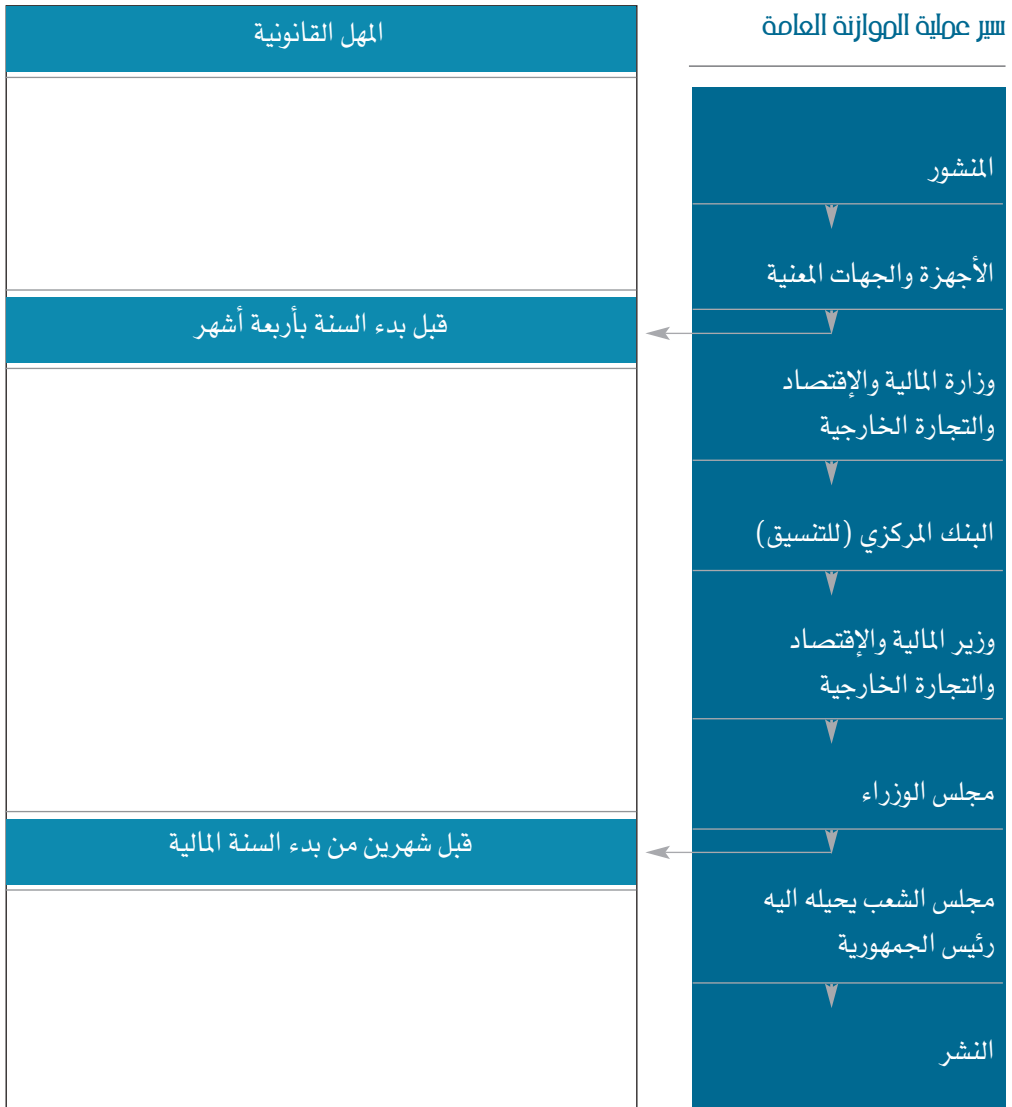 سير عملية الموازنة العامة
المنشور
الأجهزة والجهات المعنية
وزارة المالية والإقتصاد
والتجارة الخارجية
البنك المركزي (للتنسيق)
وزير المالية والإقتصاد
والتجارة الخارجية
مجلس الوزراء
مجلس الشعب يحيله اليه
رئيس الجمهورية
النشر
المهل القانونية
قبل بدء السنة بأربعة أشهر
قبل شهرين من بدء السنة المالية